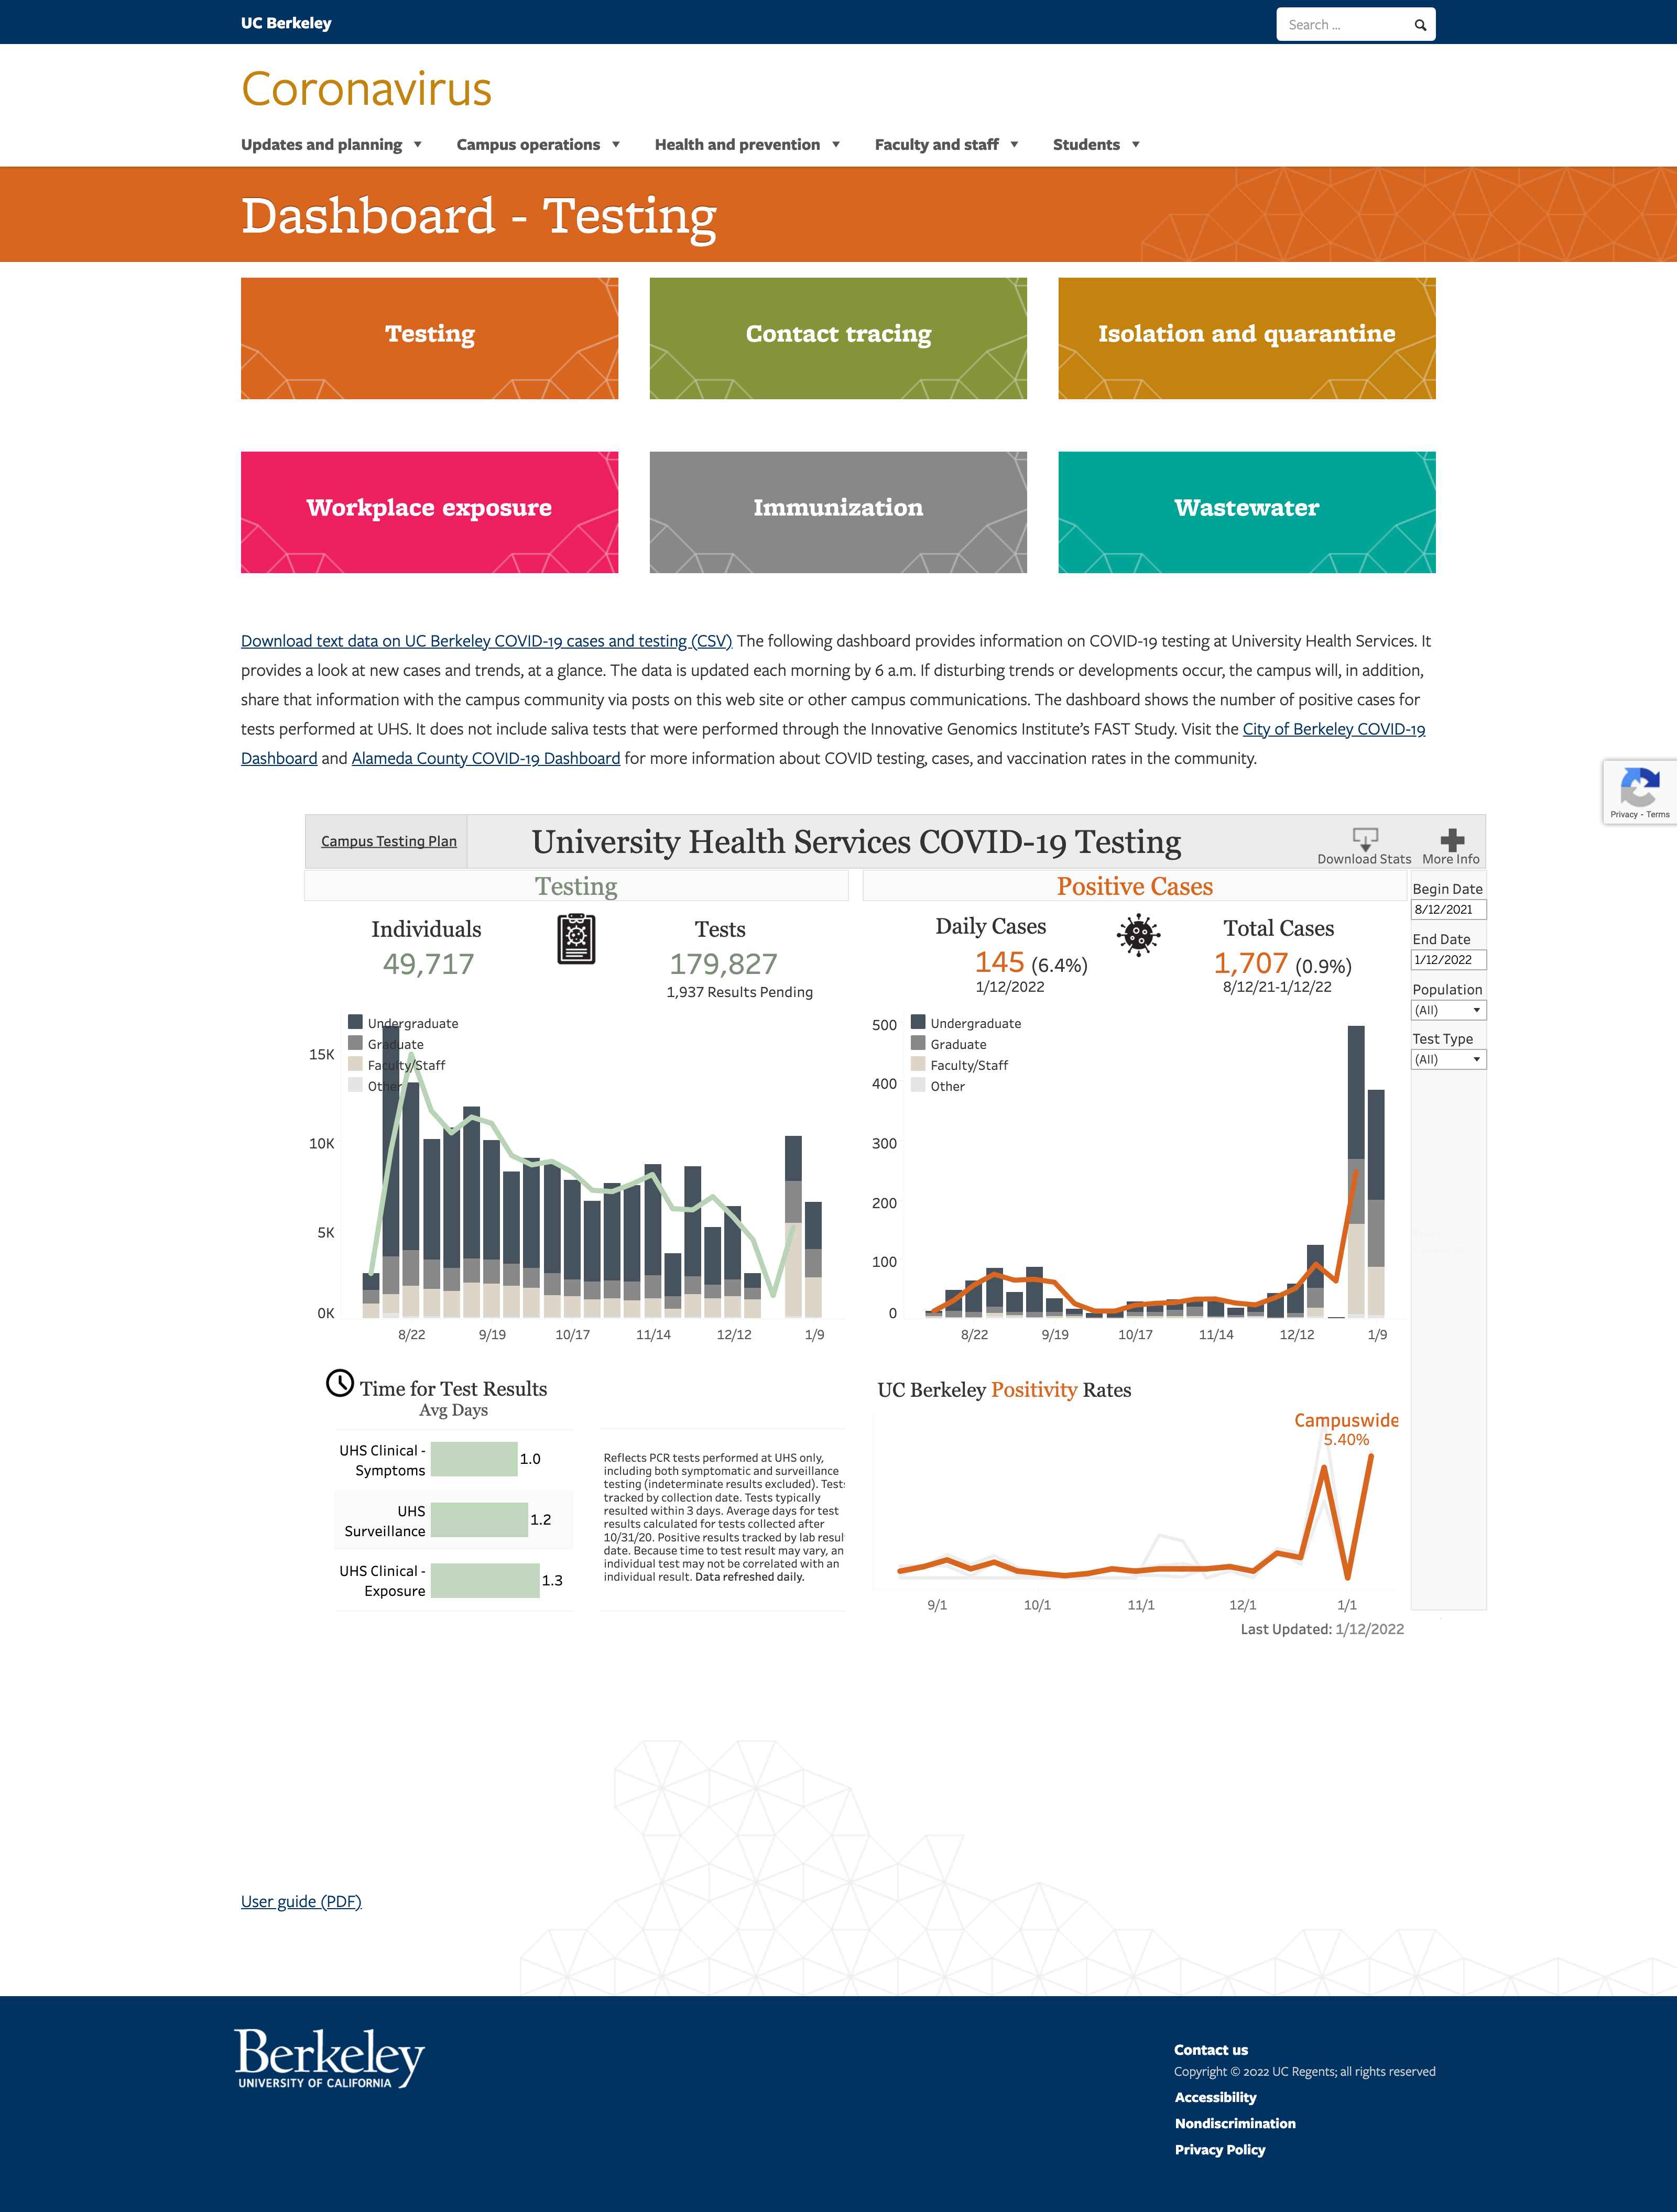 UC Berkeley
Search ...
Coronavirus
Updates and planning
Campus operations
Health and prevention
Faculty and staff
Students
Dashboard - Testing
Testing
Contact tracing
Isolation and quarantine
Workplace exposure
Immunization
Wastewater
Download text data on UC Berkeley COVID-19 cases and testing (CSV) The following dashboard provides information on COVID-19 testing at University Health Services. It
provides a look at new cases and trends, at a glance. The data is updated each morning by 6 a.m. If disturbing trends or developments occur, the campus will, in addition,
share that information with the campus community via posts on this web site or other campus communications. The dashboard shows the number of positive cases for
tests performed at UHS. It does not include saliva tests that were performed through the Innovative Genomics Institute's FAST Study. Visit the City of Berkeley COVID-19
Dashboard and Alameda County COVID-19 Dashboard for more information about COVID testing, cases, and vaccination rates in the community.
Privacy - Terms
Campus Testing Plan
University Health Services COVID-19 Testing
Download Stats
More Info
Testing
Individuals
49,717
Tests
179,827
1,937 Results Pending
Undergraduate
Graduate
Faculty/Staff
Other
15K
10K
5K
0K
8/22
9/19
10/17
11/14
12/12
1/9
Positive Cases
Daily Cases
145 (6.4%)
1/12/2022
Total Cases
1,707 (0.9%)
8/12/21-1/12/22
Undergraduate
Graduate
Faculty/Staff
Other
500
400
300
200
100
0
8/22
9/19
10/17
11/14
12/12
1/9
Begin Date
8/12/2021
End Date
1/12/2022
Population
(All)
Test Type
(All)
Time for Test Results
Avg Days
UHS Clinical -
Symptoms
1.0
UHS
Surveillance
1.2
UHS Clinical -
Exposure
1.3
Reflects PCR tests performed at UHS only,
including both symptomatic and surveillance
testing (indeterminate results excluded). Tests
tracked by collection date. Tests typically
resulted within 3 days. Average days for test
results calculated for tests collected after
10/31/20. Positive results tracked by lab resul
date. Because time to test result may vary, an
individual test may not be correlated with an
individual result. Data refreshed daily.
UC Berkeley Positivity Rates
Campuswide
5.40%
9/1
10/1
11/1
12/1
1/1
Last Updated: 1/12/2022
User guide (PDF)
Berkeley
UNIVERSITY OF CALIFORNIA
Contact us
Copyright © 2022 UC Regents; all rights reserved
Accessibility
Nondiscrimination
Privacy Policy